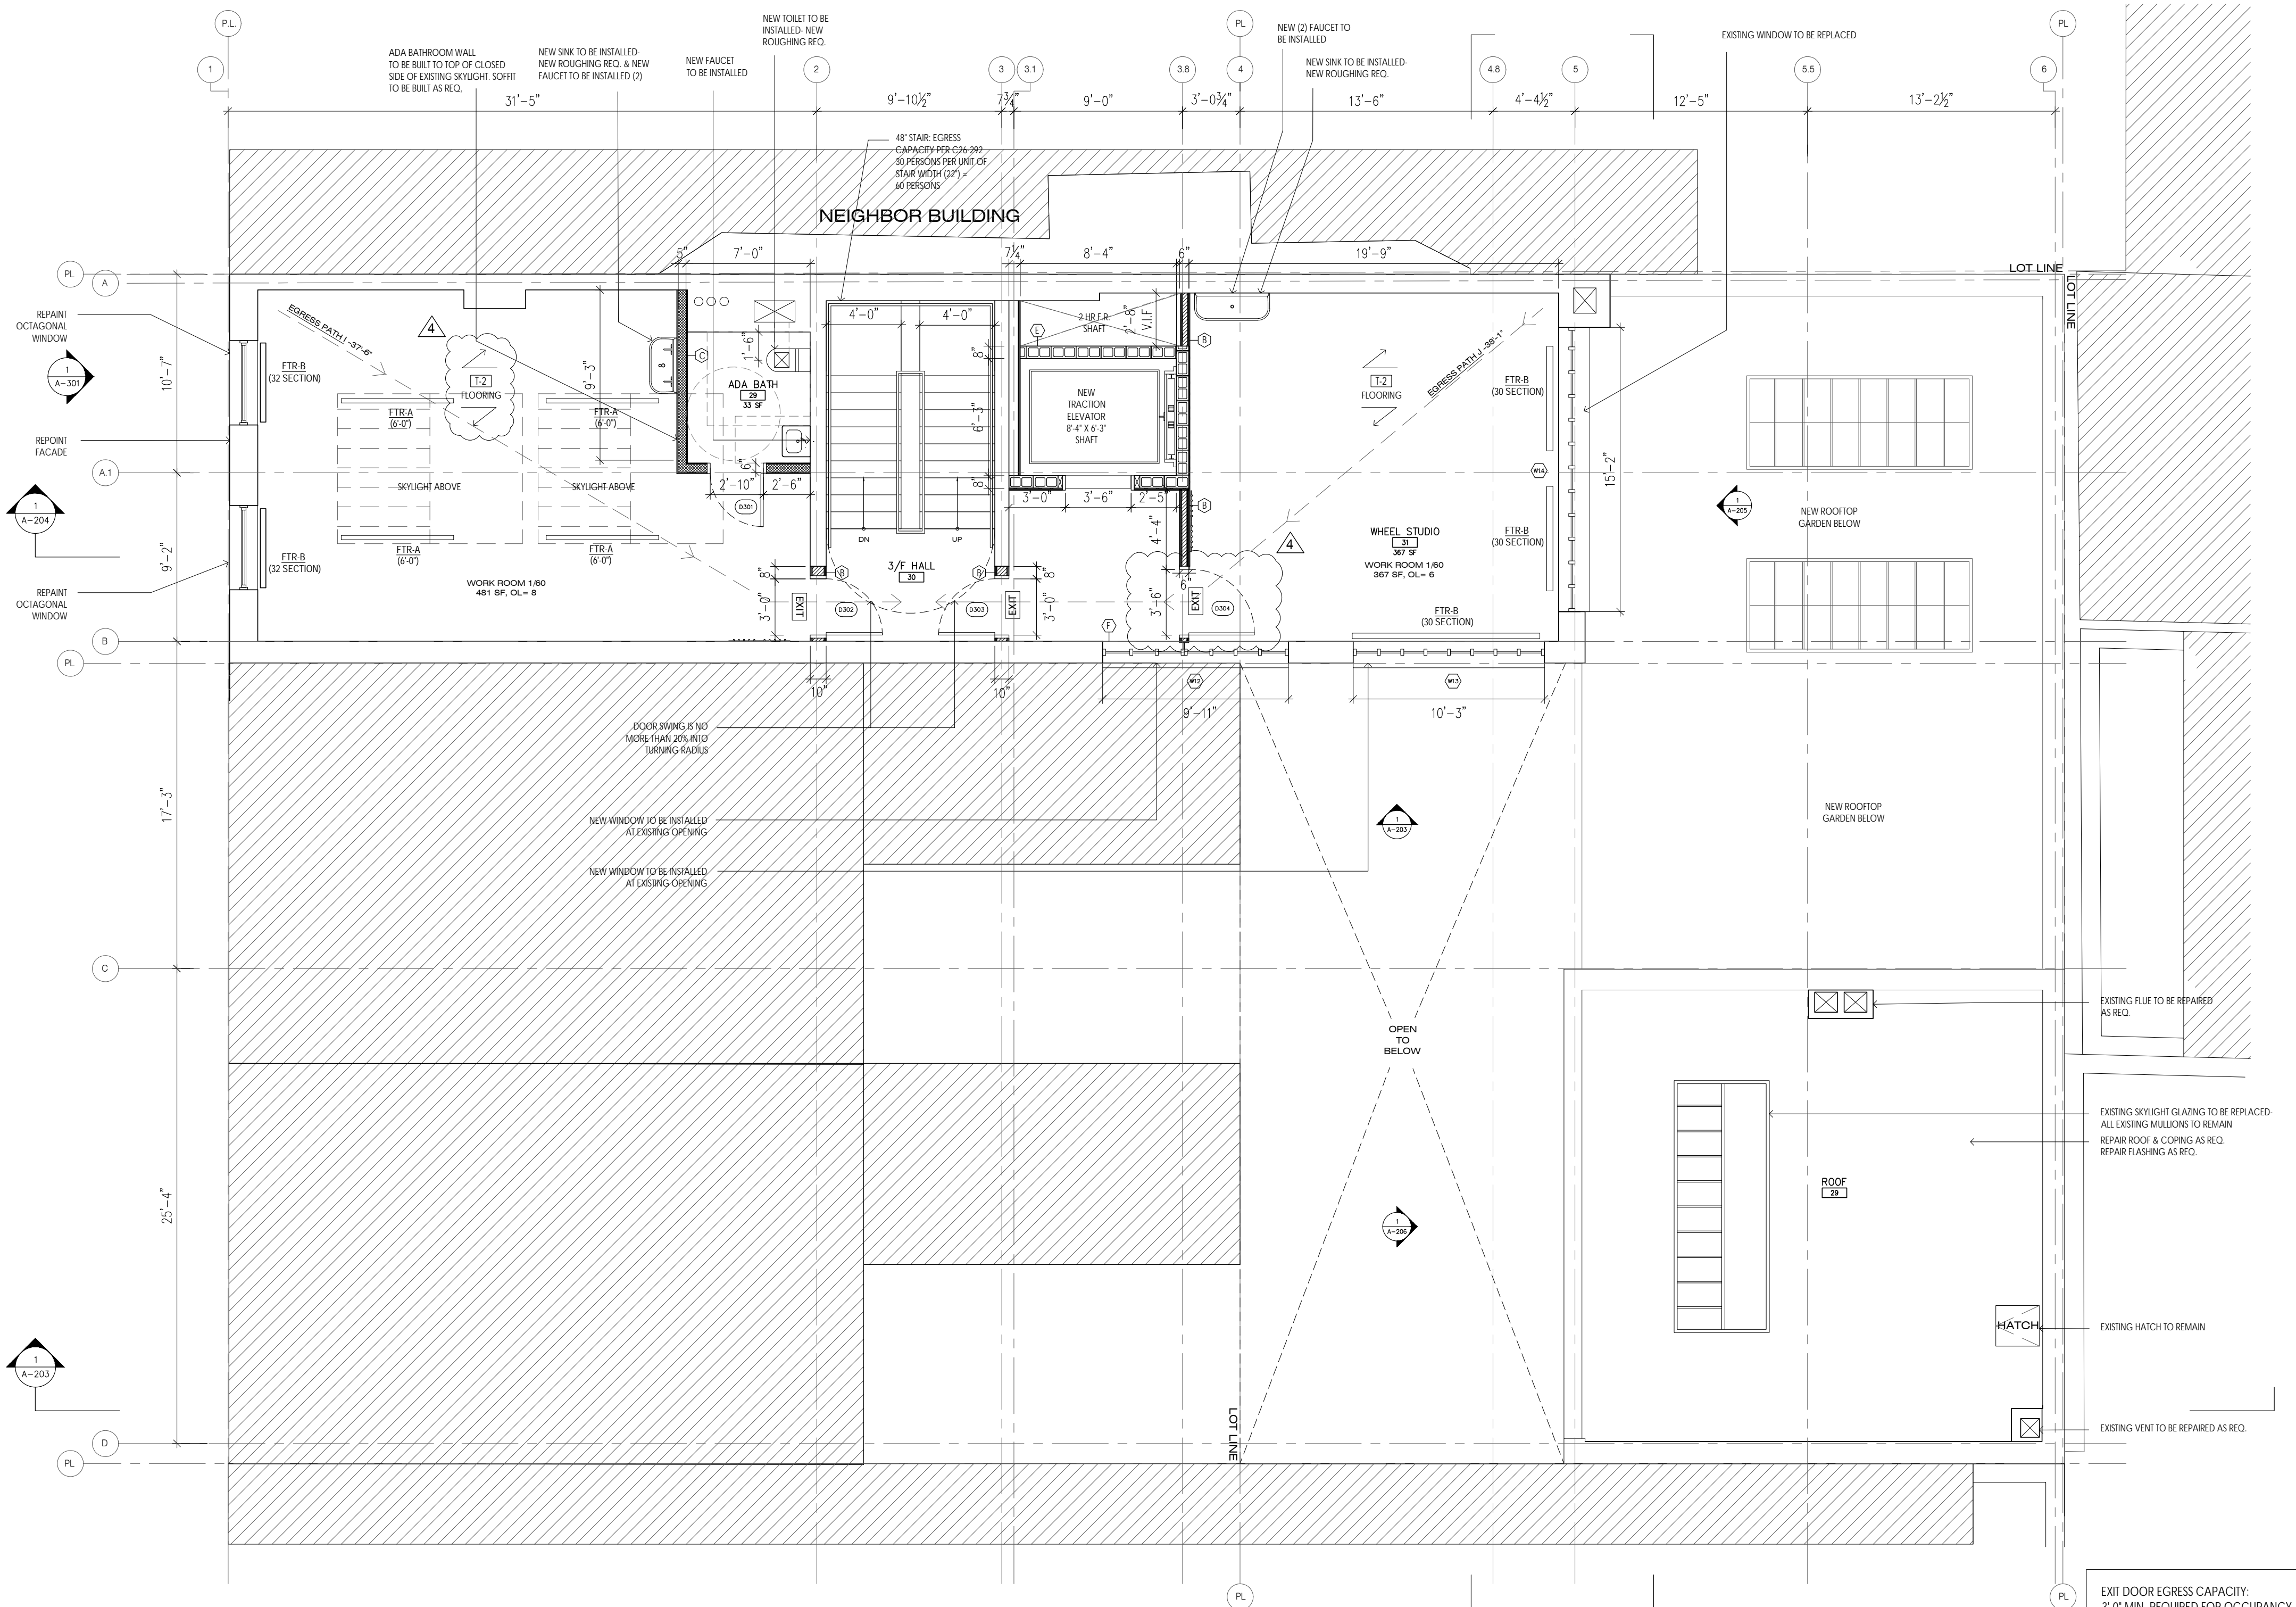 P.L.
PL
PL
1
2
3
3.1
3.8
4
4.8
5
5.5
6
ADA BATHROOM WALL
TO BE BUILT TO TOP OF CLOSED
SIDE OF EXISTING SKYLIGHT. SOFFIT
TO BE BUILT AS REQ.
NEW SINK TO BE INSTALLED-
NEW ROUGHING REQ. & NEW
FAUCET TO BE INSTALLED (2)
NEW FAUCET
TO BE INSTALLED
NEW TOILET TO BE
INSTALLED- NEW
ROUGHING REQ.
NEW (2) FAUCET TO
BE INSTALLED
NEW SINK TO BE INSTALLED-
NEW ROUGHING REQ.
EXISTING WINDOW TO BE REPLACED
31'-5"
9'-10½"
7¾"
9'-0"
3'-0¾"
13'-6"
4'-4½"
12'-5"
13'-2½"
48" STAIR: EGRESS
CAPACITY PER C26-292
30 PERSONS PER UNIT OF
STAIR WIDTH (22") =
60 PERSONS
NEIGHBOR BUILDING
5"
7'-0"
7¼"
8'-4"
6"
19'-9"
LOT LINE
LOT LINE
PL
A
REPAINT
OCTAGONAL
WINDOW
1
A-301
REPOINT
FACADE
A.1
1
A-204
REPAINT
OCTAGONAL
WINDOW
B
PL
10'-7"
9'-2"
17'-3"
25'-4"
EGRESS PATH I -37'-6"
4
T-2
FLOORING
FTR-B
(32 SECTION)
FTR-A
(6'-0")
FTR-A
(6'-0")
SKYLIGHT ABOVE
SKYLIGHT ABOVE
FTR-A
(6'-0")
FTR-A
(6'-0")
FTR-B
(32 SECTION)
WORK ROOM 1/60
481 SF, OL= 8
9'-3"
8
C
1'-6"
ADA BATH
29
33 SF
6"
2'-10"
2'-6"
D301
4'-0"
4'-0"
DN
UP
3/F HALL
30
8"
3'-0"
B
EXIT
D302
D303
B
EXIT
8"
3'-0"
10"
10"
2 HR F.R.
SHAFT
2'-8"
V.I.F
E
8"
6'-3"
8"
NEW
TRACTION
ELEVATOR
8'-4" X 6'-3"
SHAFT
3'-0"
3'-6"
2'-5"
B
B
4'-4"
6"
3'-6"
EXIT
D304
F
4
T-2
FLOORING
EGRESS PATH J -38'-1"
FTR-B
(30 SECTION)
W14
FTR-B
(30 SECTION)
WHEEL STUDIO
31
367 SF
WORK ROOM 1/60
367 SF, OL= 6
FTR-B
(30 SECTION)
15'-2"
W12
9'-11"
W13
10'-3"
1
A-205
NEW ROOFTOP
GARDEN BELOW
DOOR SWING IS NO
MORE THAN 20% INTO
TURNING RADIUS
NEW WINDOW TO BE INSTALLED
AT EXISTING OPENING
NEW WINDOW TO BE INSTALLED
AT EXISTING OPENING
1
A-203
NEW ROOFTOP
GARDEN BELOW
C
OPEN
TO
BELOW
EXISTING FLUE TO BE REPAIRED
AS REQ.
EXISTING SKYLIGHT GLAZING TO BE REPLACED-
ALL EXISTING MULLIONS TO REMAIN
REPAIR ROOF & COPING AS REQ.
REPAIR FLASHING AS REQ.
ROOF
29
1
A-206
HATCH
EXISTING HATCH TO REMAIN
1
A-203
LOT LINE
EXISTING VENT TO BE REPAIRED AS REQ.
D
PL
PL
PL
EXIT DOOR EGRESS CAPACITY:
3'-0" MIN. REQUIRED FOR OCCUPANCY